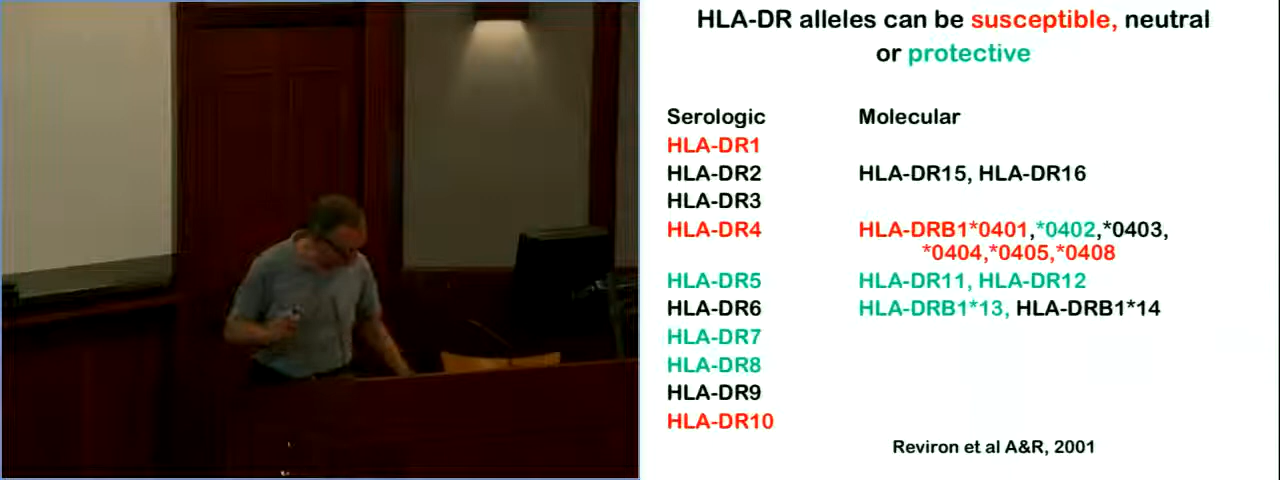 HLA-DR alleles can be susceptible, neutral
or protective
Serologic Molecular
HLA-DR1
HLA-DR2 HLA-DR15, HLA-DR16
HLA-DR3
HLA-DR4 HLA-DRB1*0401,*0402,*0403,
*0404,*0405,*0408
HLA-DR5 HLA-DR11, HLA-DR12
HLA-DR6 HLA-DRB1*13, HLA-DRB1*14
HLA-DR7
HLA-DR8
HLA-DR9
HLA-DR10
Reviron et al A&R, 2001